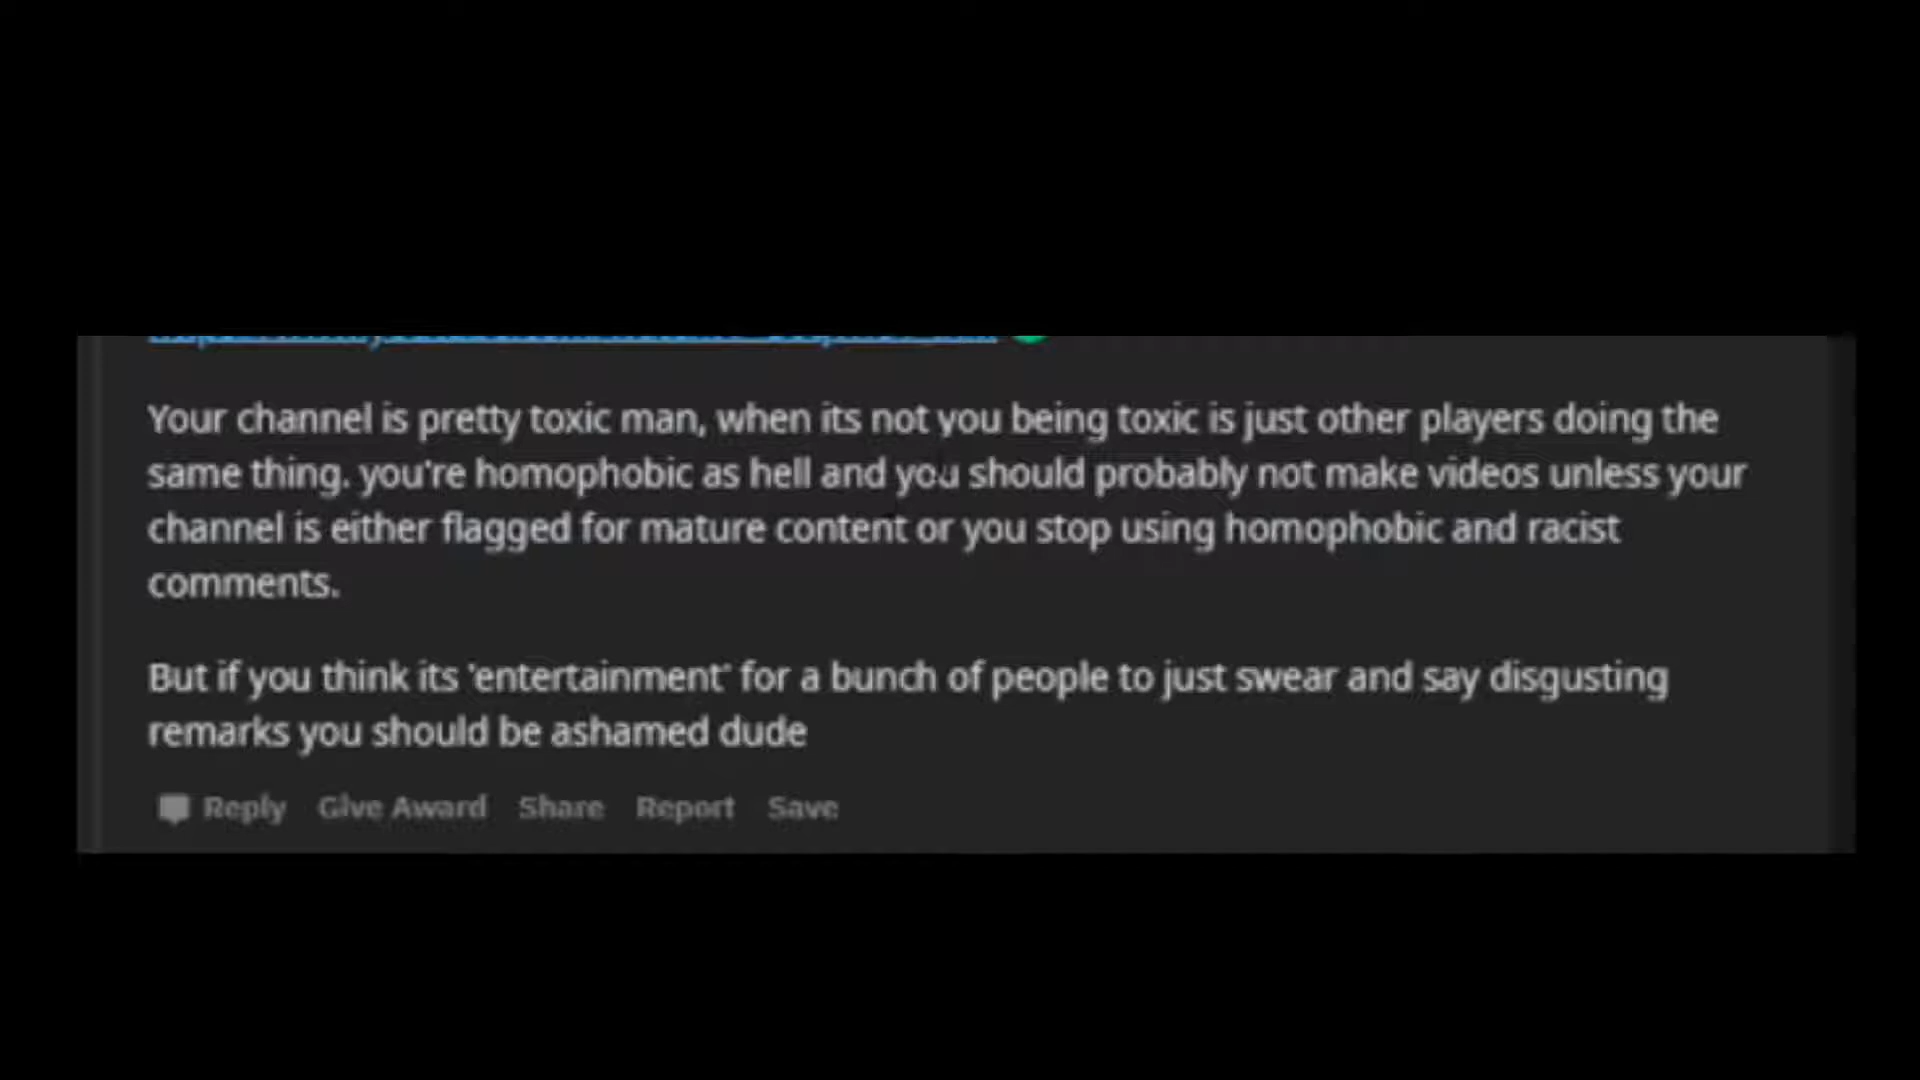 Your channel is pretty toxic man, when its not you being toxic is just other players doing the
same thing. you're homophobic as hell and you should probably not make videos unless your
channel is either flagged for mature content or you stop using homophobic and racist
comments.
But if you think its 'entertainment' for a bunch of people to just swear and say disgusting
remarks you should be ashamed dude
Reply Give Award Share Report Save